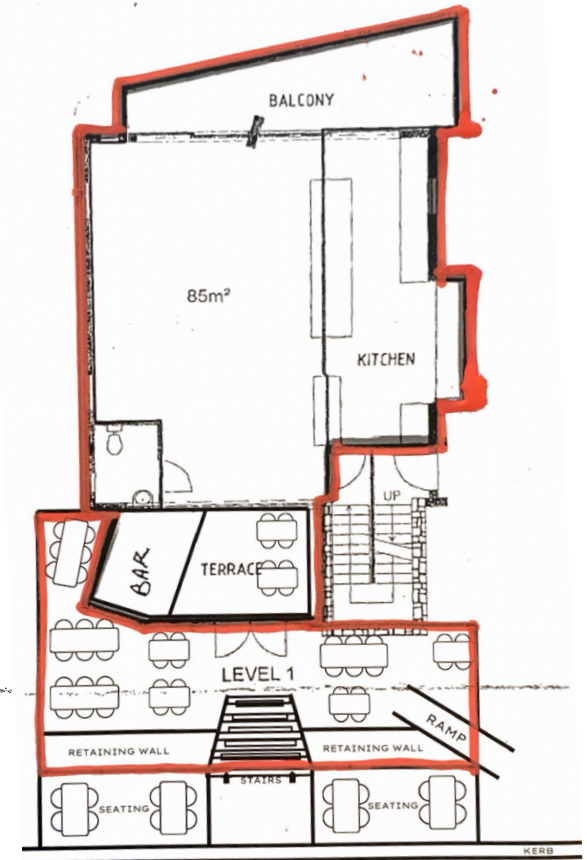 BALCONY
85m²
KITCHEN
UP
BAR
TERRACE
LEVEL 1
RAMP
RETAINING WALL
RETAINING WALL
STAIRS
SEATING
SEATING
KERB